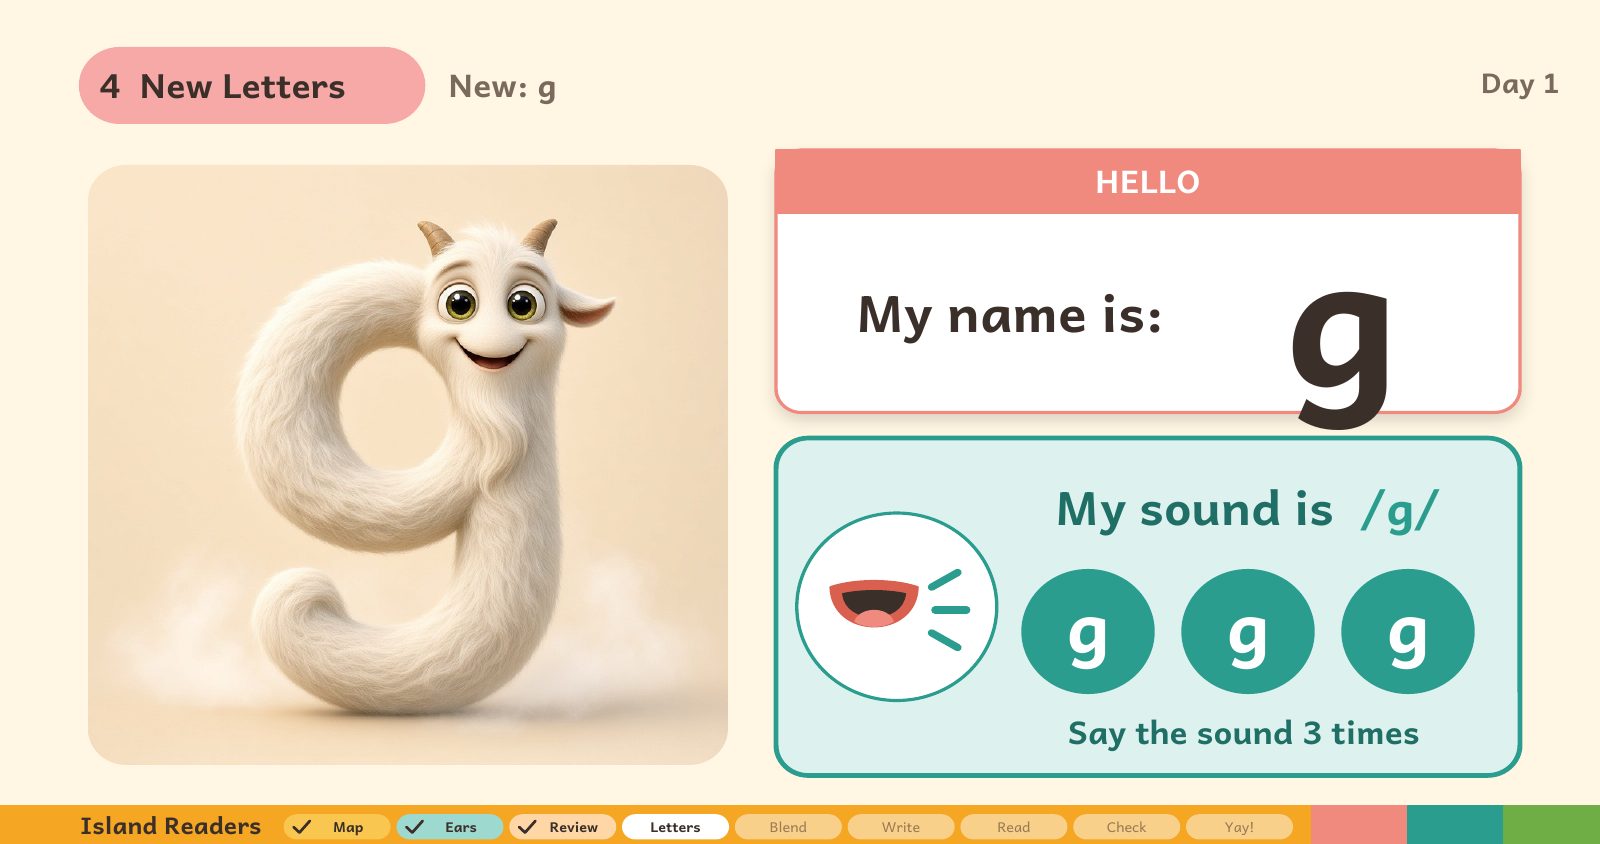 4 New Letters
New: g
Day 1
HELLO
My name is: g
My sound is /g/
g g g
Say the sound 3 times
Island Readers
Map
Ears
Review
Letters
Blend
Write
Read
Check
Yay!